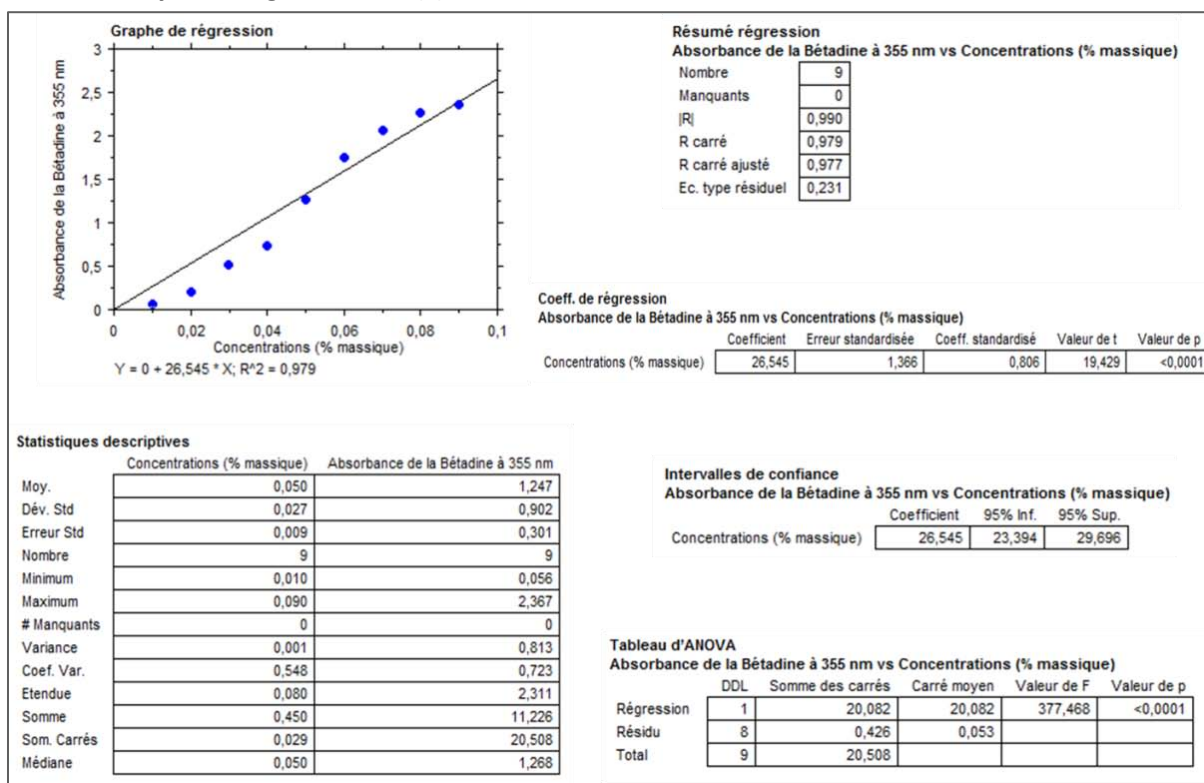 Graphe de régression
Absorbance de la Bétadine à 355 nm
3
2,5
2
1,5
1
0,5
0
0 0,02 0,04 0,06 0,08 0,1
Concentrations (% massique)
Y = 0 + 26,545 * X; R^2 = 0,979
Résumé régression
Absorbance de la Bétadine à 355 nm vs Concentrations (% massique)
Nombre 9
Manquants 0
|R| 0,990
R carré 0,979
R carré ajusté 0,977
Ec. type résiduel 0,231
Coeff. de régression
Absorbance de la Bétadine à 355 nm vs Concentrations (% massique)
Coefficient Erreur standardisée Coeff. standardisé Valeur de t Valeur de p
Concentrations (% massique) 26,545 1,366 0,806 19,429 <0,0001
Statistiques descriptives
Concentrations (% massique) Absorbance de la Bétadine à 355 nm
Moy. 0,050 1,247
Dév. Std 0,027 0,902
Erreur Std 0,009 0,301
Nombre 9 9
Minimum 0,010 0,056
Maximum 0,090 2,367
# Manquants 0 0
Variance 0,001 0,813
Coef. Var. 0,548 0,723
Etendue 0,080 2,311
Somme 0,450 11,226
Som. Carrés 0,029 20,508
Médiane 0,050 1,268
Intervalles de confiance
Absorbance de la Bétadine à 355 nm vs Concentrations (% massique)
Coefficient 95% Inf. 95% Sup.
Concentrations (% massique) 26,545 23,394 29,696
Tableau d'ANOVA
Absorbance de la Bétadine à 355 nm vs Concentrations (% massique)
DDL Somme des carrés Carré moyen Valeur de F Valeur de p
Régression 1 20,082 20,082 377,468 <0,0001
Résidu 8 0,426 0,053
Total 9 20,508